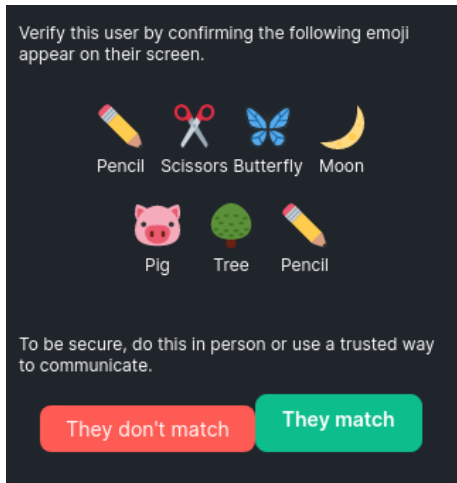 Verify this user by confirming the following emoji
appear on their screen.
Pencil Scissors Butterfly Moon
Pig Tree Pencil
To be secure, do this in person or use a trusted way
to communicate.
They don't match They match